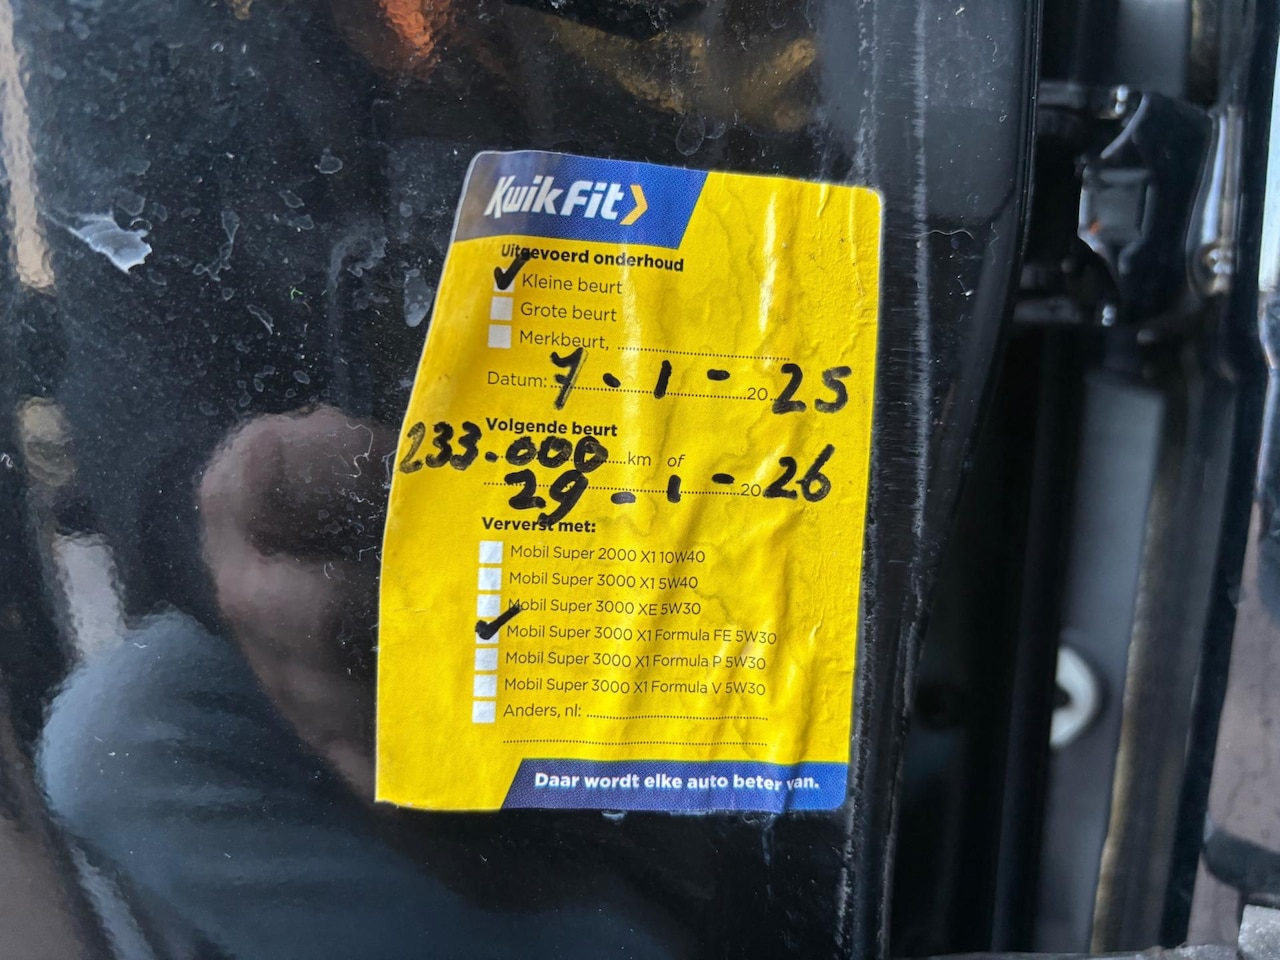 KwikFit
Uitgevoerd onderhoud
Kleine beurt
Grote beurt
Merkbeurt,
Datum: 7-1-2025
Volgende beurt
233.000 km of
29-1-2026
Ververst met:
Mobil Super 2000 X1 10W40
Mobil Super 3000 X1 5W40
Mobil Super 3000 XE 5W30
Mobil Super 3000 X1 Formula FE 5W30
Mobil Super 3000 X1 Formula P 5W30
Mobil Super 3000 X1 Formula V 5W30
Anders, nl:
Daar wordt elke auto beter van.